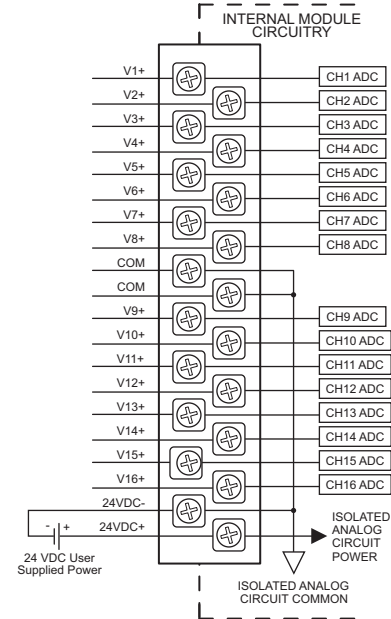 INTERNAL MODULE
CIRCUITRY
V1+
CH1 ADC
V2+
CH2 ADC
V3+
CH3 ADC
V4+
CH4 ADC
V5+
CH5 ADC
V6+
CH6 ADC
V7+
CH7 ADC
V8+
CH8 ADC
COM
COM
V9+
CH9 ADC
V10+
CH10 ADC
V11+
CH11 ADC
V12+
CH12 ADC
V13+
CH13 ADC
V14+
CH14 ADC
V15+
CH15 ADC
V16+
CH16 ADC
24VDC-
24VDC+
- +
24 VDC User
Supplied Power
ISOLATED
ANALOG
CIRCUIT
POWER
ISOLATED ANALOG
CIRCUIT COMMON